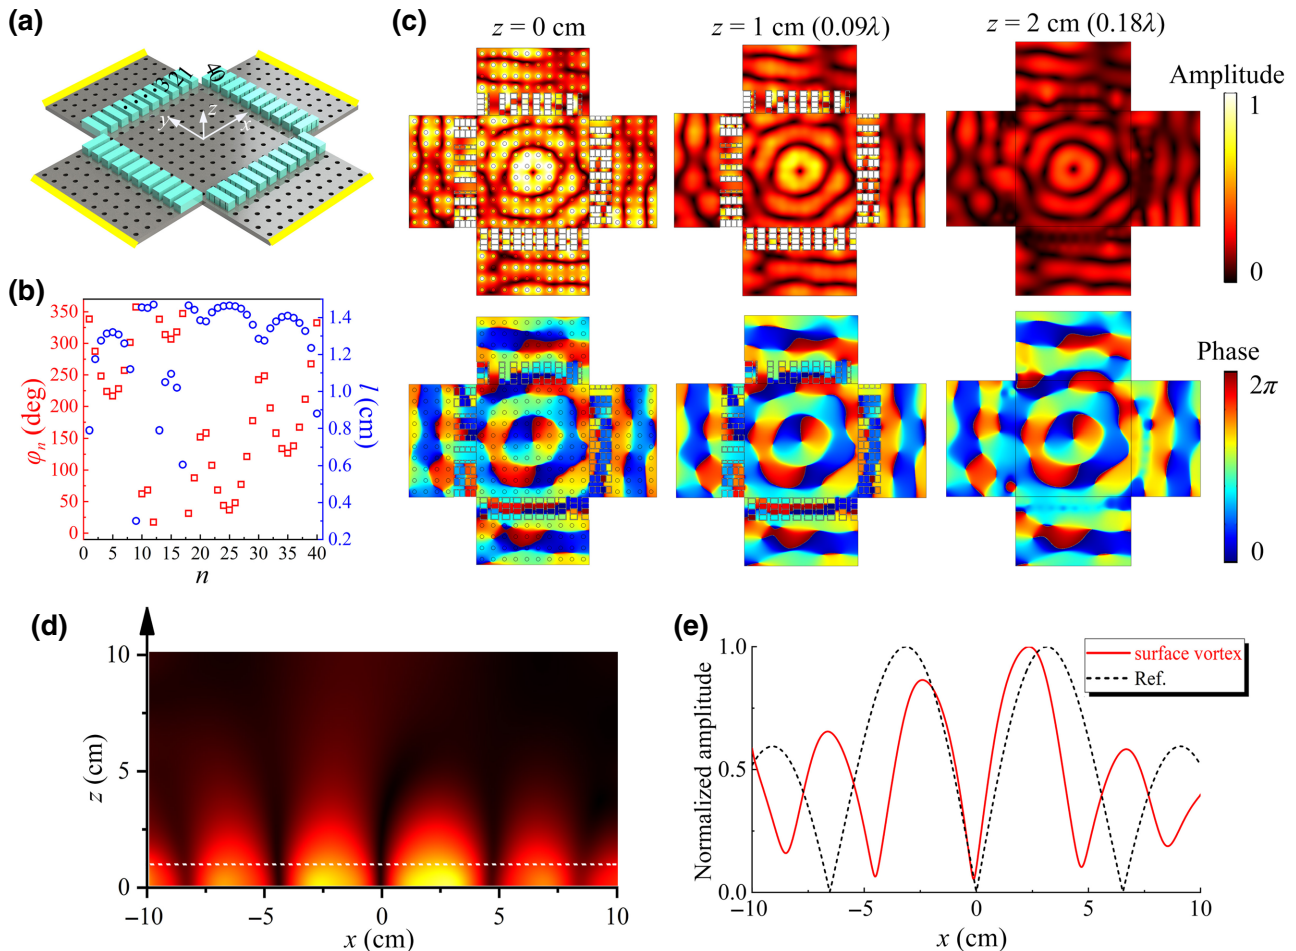 (a)
...321
40
y
z
x
(b)
φn (deg)
350
300
250
200
150
100
50
0
1.4
1.2
1.0
0.8
0.6
0.4
0.2
l (cm)
0 5 10 15 20 25 30 35 40
n
(c)
z = 0 cm
z = 1 cm (0.09λ)
z = 2 cm (0.18λ)
Amplitude
1
0
Phase
2π
0
(d)
z (cm)
10
5
0
−10 −5 0 5 10
x (cm)
(e)
Normalized amplitude
1.0
0.5
0.0
surface vortex
Ref.
−10 −5 0 5 10
x (cm)